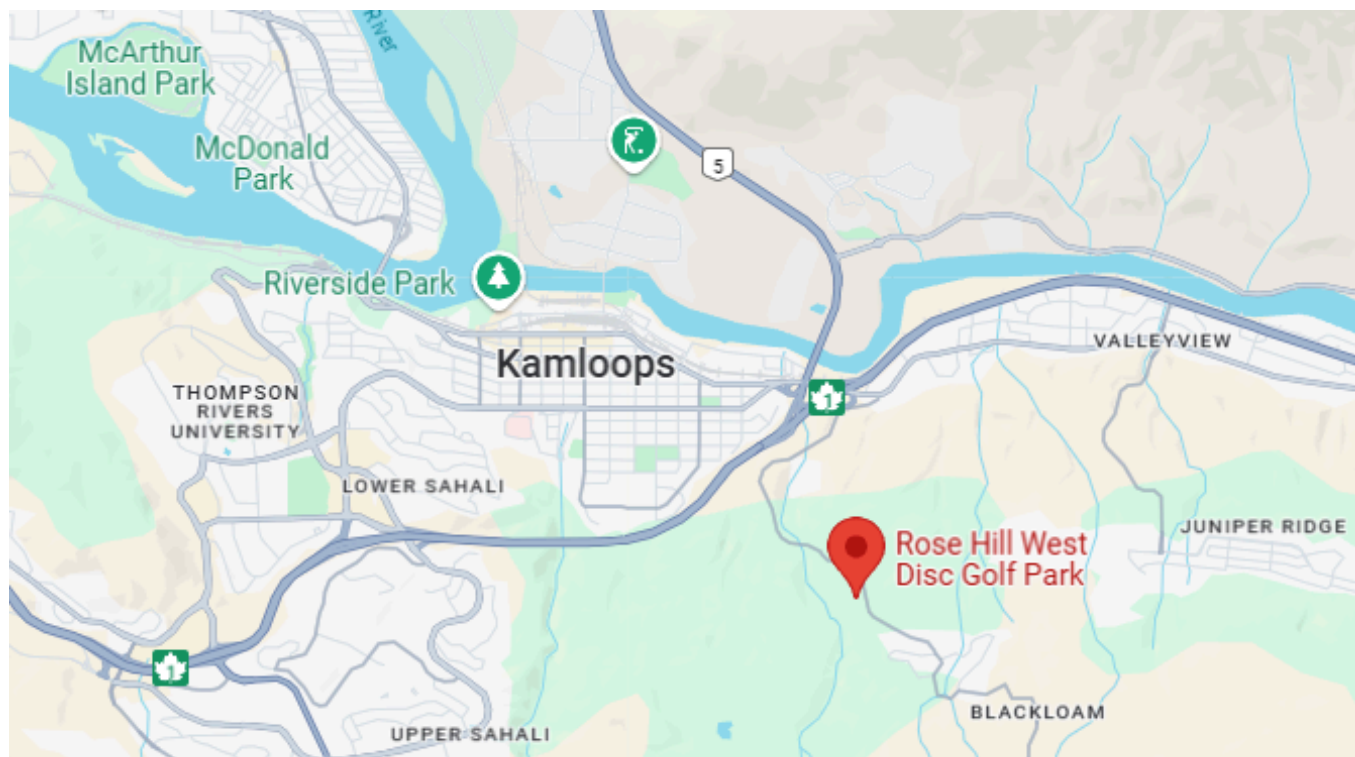 River
McArthur
Island Park
McDonald
Park
5
Riverside Park
Kamloops
VALLEYVIEW
1
THOMPSON
RIVERS
UNIVERSITY
LOWER SAHALI
JUNIPER RIDGE
Rose Hill West
Disc Golf Park
1
BLACKLOAM
UPPER SAHALI